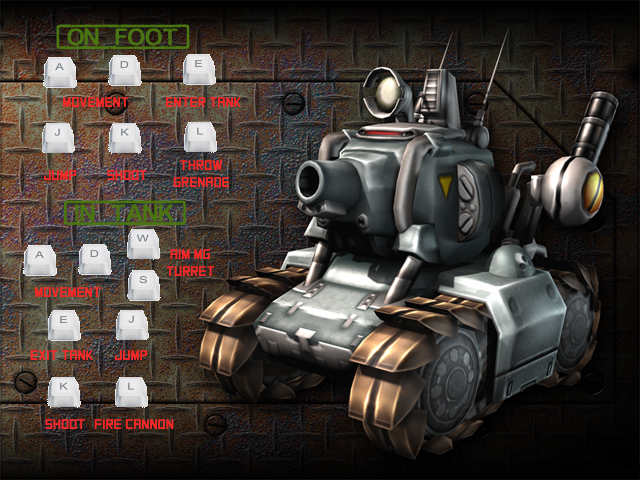 ON FOOT
A D E
MOVEMENT ENTER TANK
J K L
JUMP SHOOT THROW
GRENADE
IN TANK
A D W
S
MOVEMENT
AIM MG
TURRET
E J
EXIT TANK JUMP
K L
SHOOT FIRE CANNON